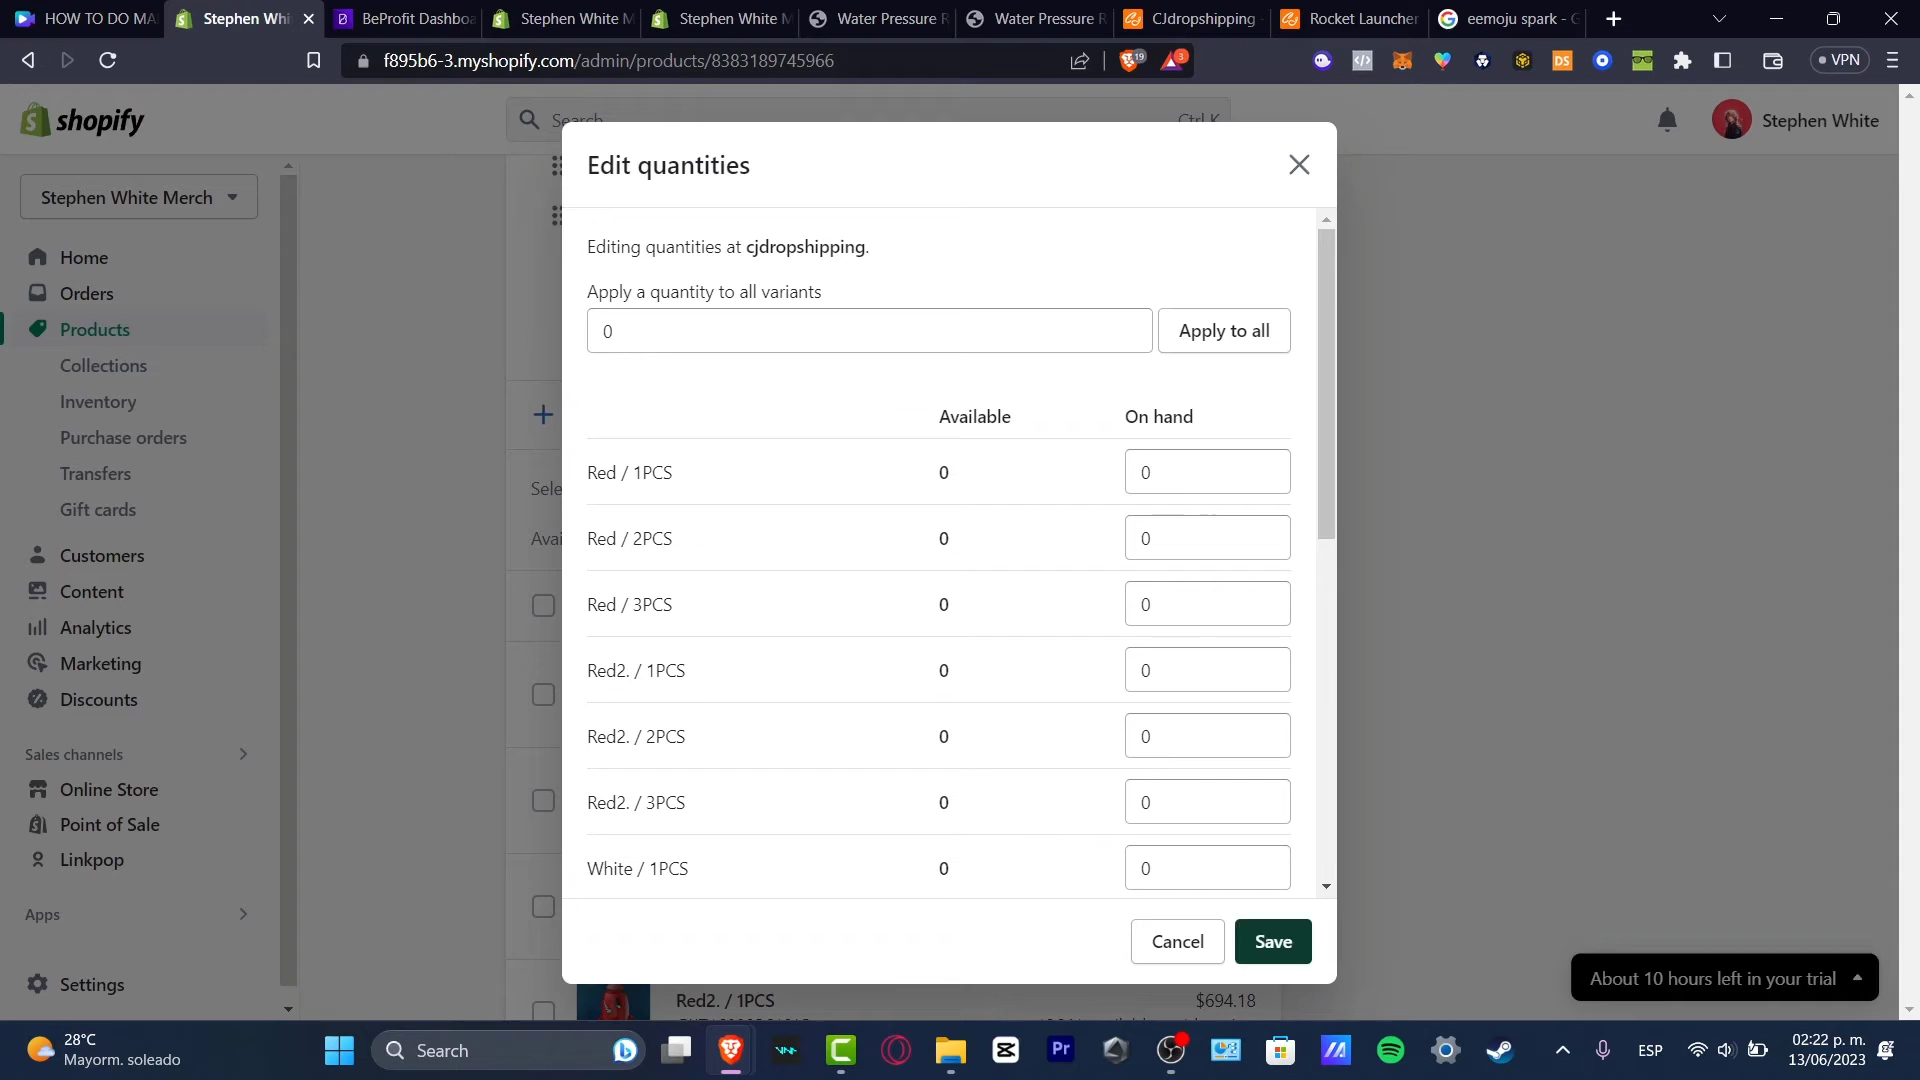 HOW TO DO MA
Stephen Whi
BeProfit Dashboa
Stephen White M
Stephen White M
Water Pressure R
Water Pressure R
CJdropshipping
Rocket Launcher
eemoju spark - G
f895b6-3.myshopify.com/admin/products/8383189745966
19
3
DS
VPN
shopify
Search
Ctrl K
Stephen White
Stephen White Merch
Home
Orders
Products
Collections
Inventory
Purchase orders
Transfers
Gift cards
Customers
Content
Analytics
Marketing
Discounts
Sales channels
Online Store
Point of Sale
Linkpop
Apps
Settings
Sele
Avai
Edit quantities
Editing quantities at cjdropshipping.
Apply a quantity to all variants
0
Apply to all
Available On hand
Red / 1PCS 0 0
Red / 2PCS 0 0
Red / 3PCS 0 0
Red2. / 1PCS 0 0
Red2. / 2PCS 0 0
Red2. / 3PCS 0 0
White / 1PCS 0 0
Cancel
Save
Red2. / 1PCS $694.18
About 10 hours left in your trial
28°C
Mayorm. soleado
Search
Pr
ESP
02:22 p. m.
13/06/2023